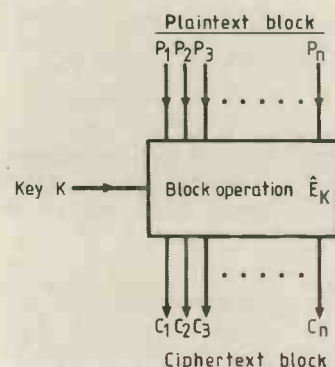 Plaintext block
P₁ P₂ P₃ Pₙ
Key K Block operation Ê_K
C₁ C₂ C₃ Cₙ
Ciphertext block